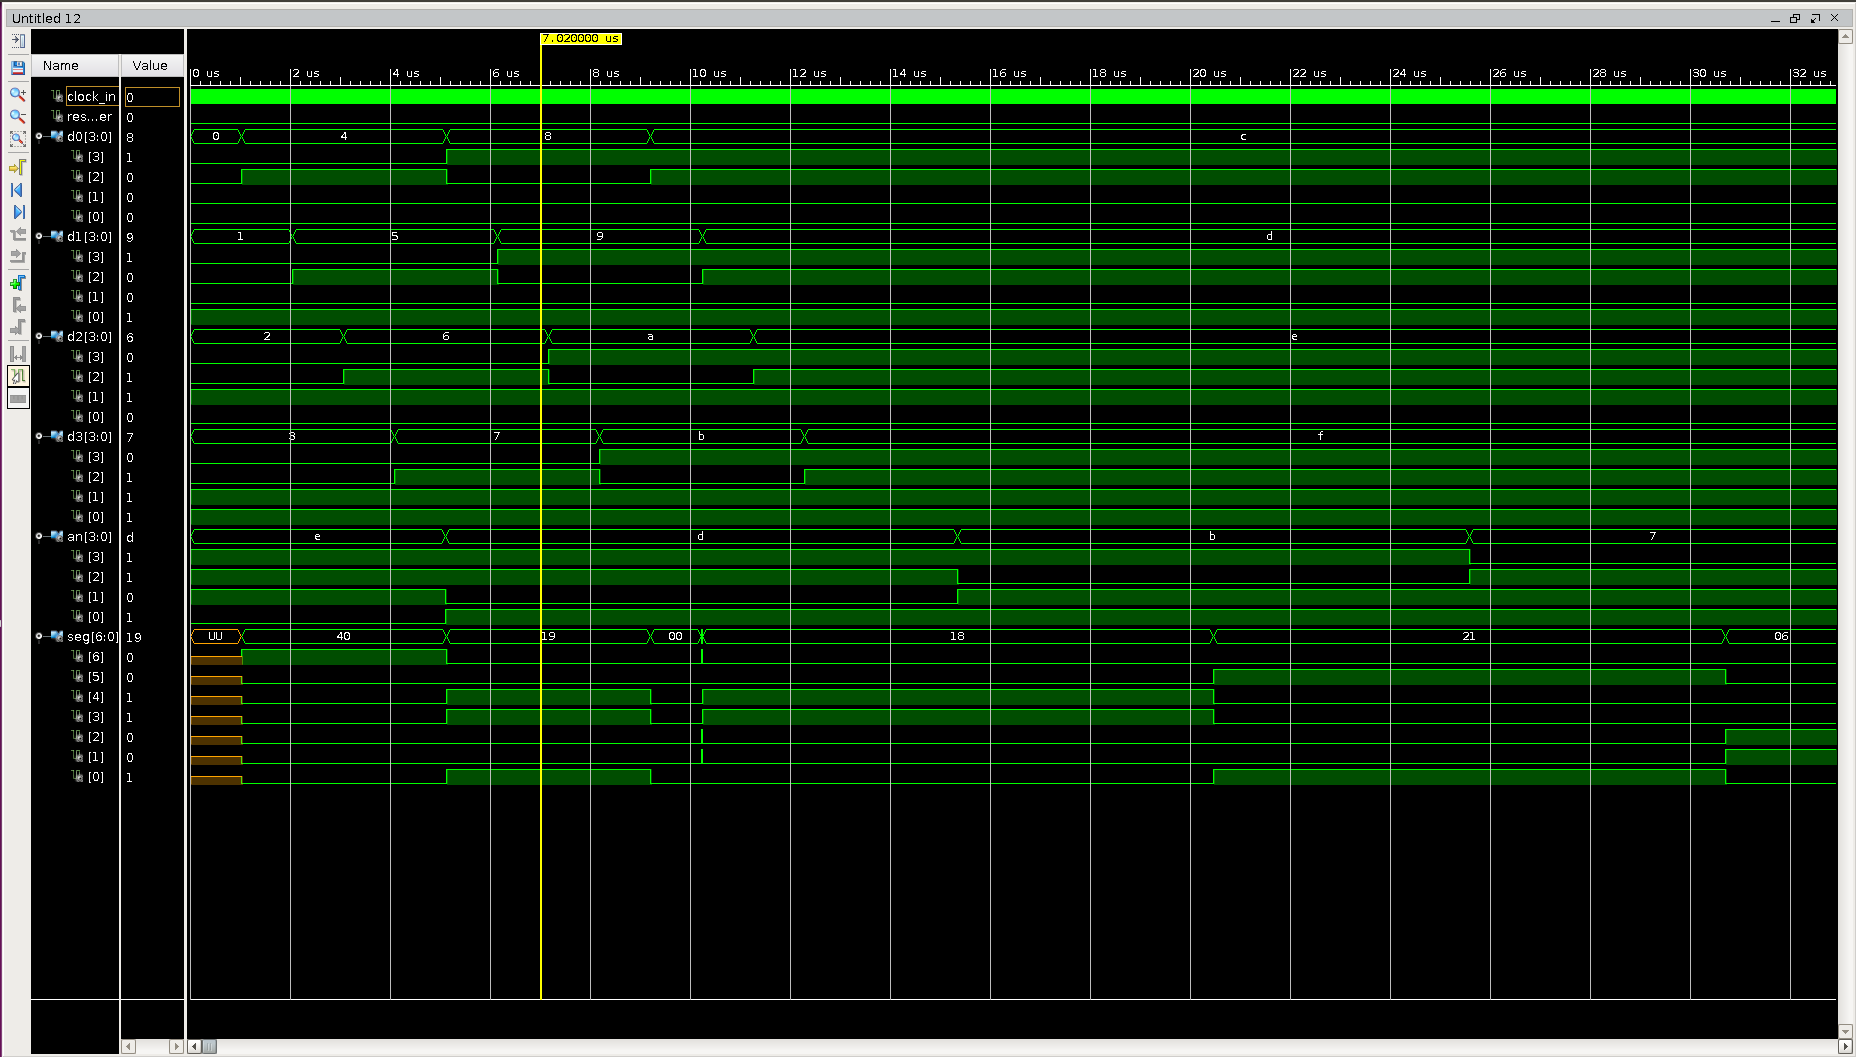 Untitled 12
7.020000 us
Name Value
0 us 2 us 4 us 6 us 8 us 10 us 12 us 14 us 16 us 18 us 20 us 22 us 24 us 26 us 28 us 30 us 32 us
clock_in 0
res...er 0
d0[3:0] 8 0 4 8 c
[3] 1
[2] 0
[1] 0
[0] 0
d1[3:0] 9 1 5 9 d
[3] 1
[2] 0
[1] 0
[0] 1
d2[3:0] 6 2 6 a e
[3] 0
[2] 1
[1] 1
[0] 0
d3[3:0] 7 3 7 b f
[3] 0
[2] 1
[1] 1
[0] 1
an[3:0] d e d b 7
[3] 1
[2] 1
[1] 0
[0] 1
seg[6:0] 19 UU 40 19 00 18 21 06
[6] 0
[5] 0
[4] 1
[3] 1
[2] 0
[1] 0
[0] 1